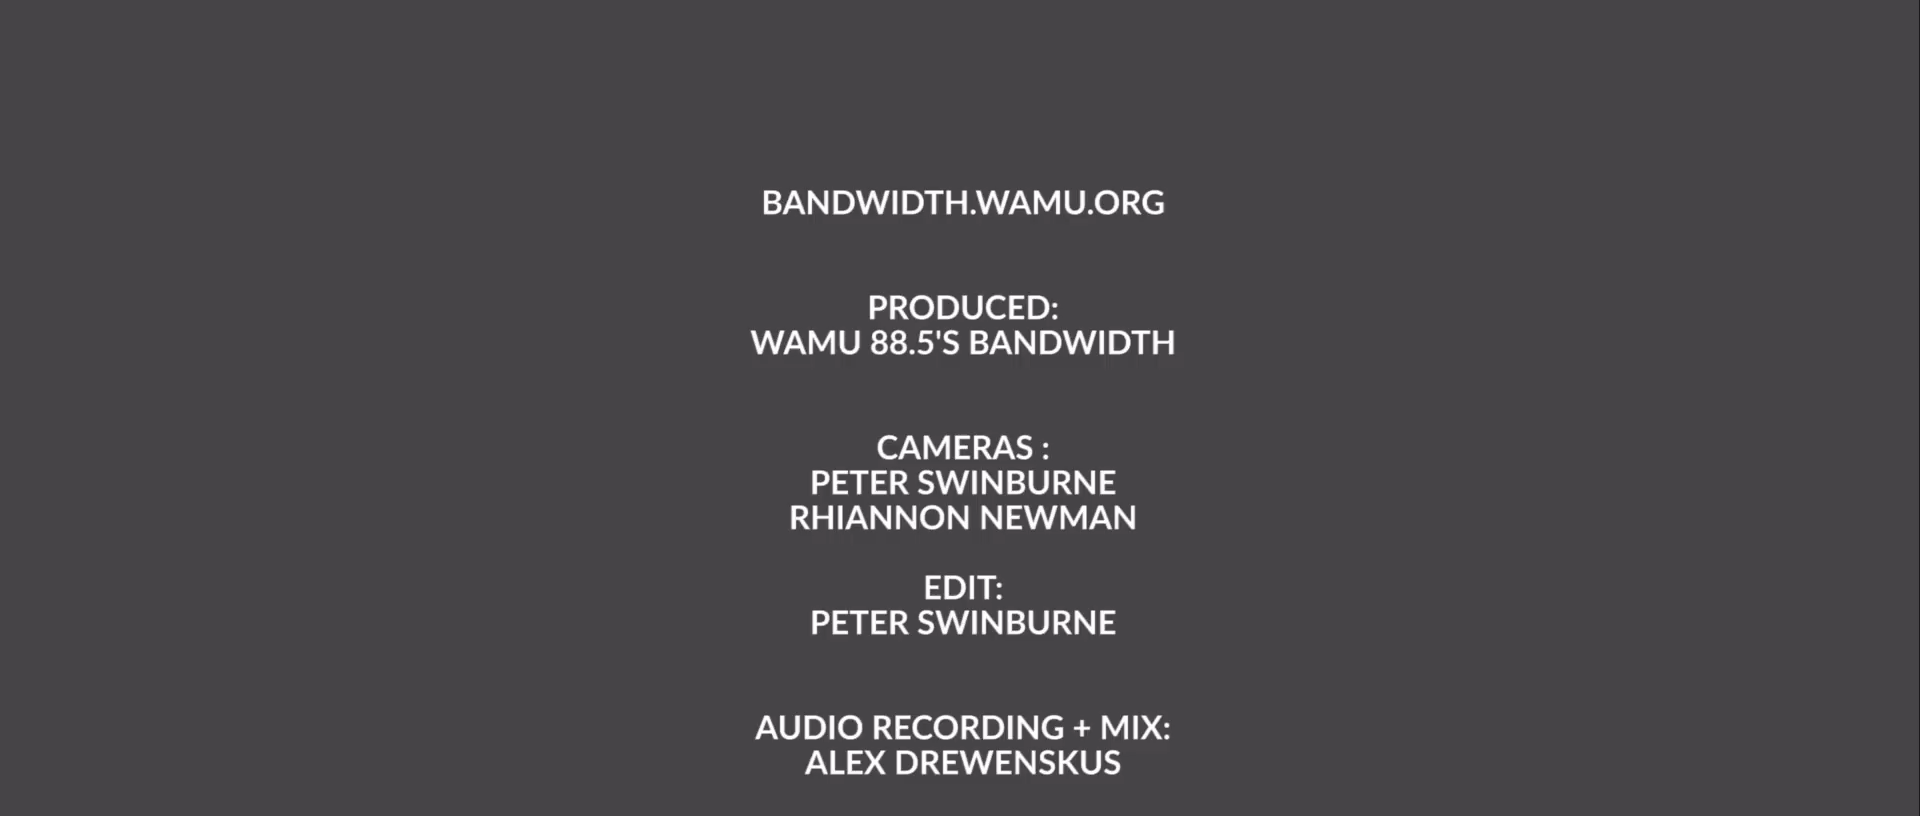 BANDWIDTH.WAMU.ORG
PRODUCED:
WAMU 88.5'S BANDWIDTH
CAMERAS :
PETER SWINBURNE
RHIANNON NEWMAN
EDIT:
PETER SWINBURNE
AUDIO RECORDING + MIX:
ALEX DREWENSKUS